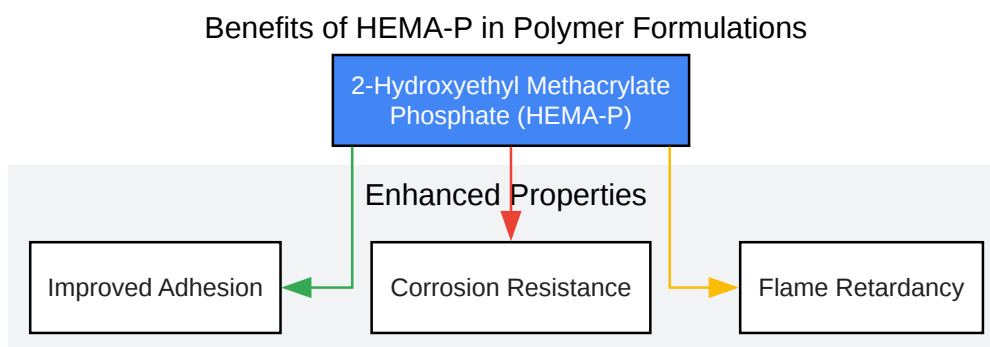 Benefits of HEMA-P in Polymer Formulations
2-Hydroxyethyl Methacrylate
Phosphate (HEMA-P)
Enhanced Properties
Improved Adhesion
Corrosion Resistance
Flame Retardancy